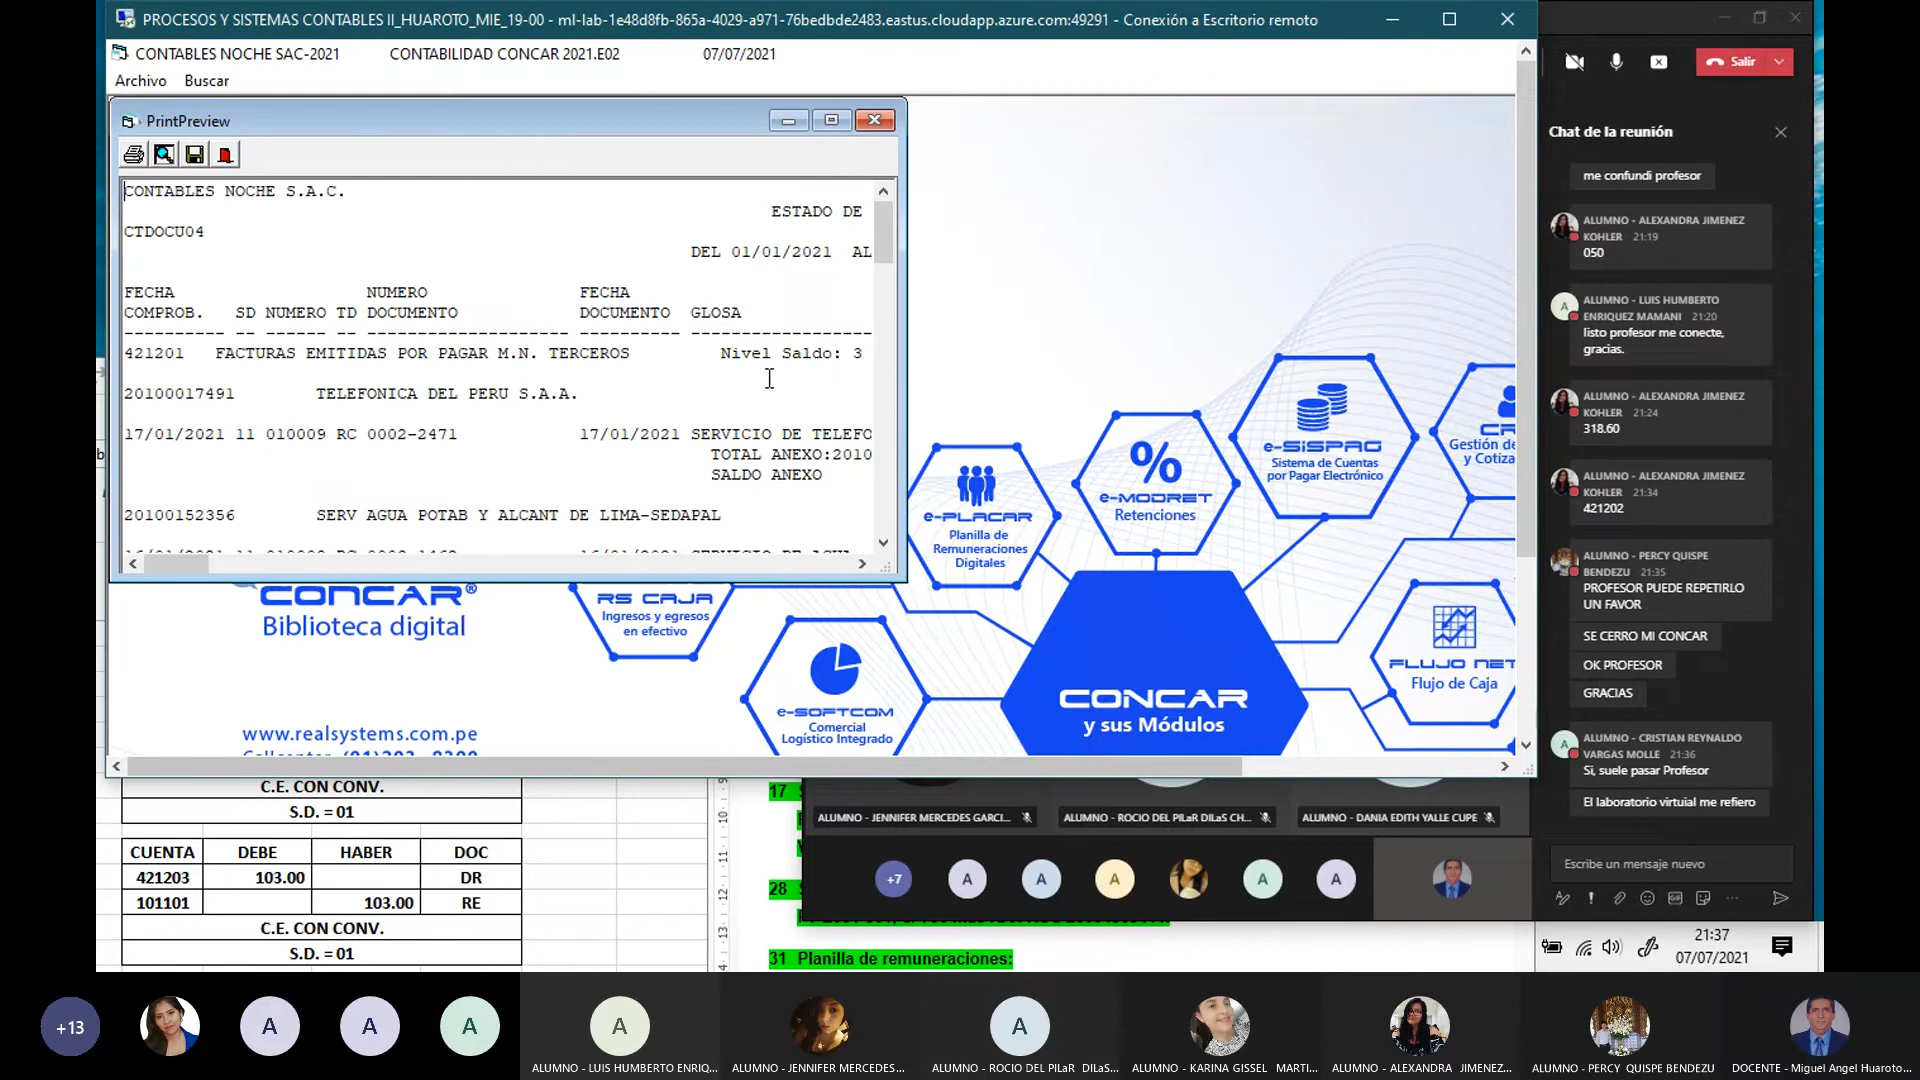 PROCESOS Y SISTEMAS CONTABLES II_HUAROTO_MIE_19-00 - ml-lab-1e48d8fb-865a-4029-a971-76bedbde2483.eastus.cloudapp.azure.com:49291 - Conexión a Escritorio remoto
CONTABLES NOCHE SAC-2021 CONTABILIDAD CONCAR 2021.E02 07/07/2021
Archivo Buscar
PrintPreview
CONTABLES NOCHE S.A.C.
ESTADO DE
CTDOCU04
DEL 01/01/2021 AL
FECHA NUMERO FECHA
COMPROB. SD NUMERO TD DOCUMENTO DOCUMENTO GLOSA
421201 FACTURAS EMITIDAS POR PAGAR M.N. TERCEROS Nivel Saldo: 3
20100017491 TELEFONICA DEL PERU S.A.A.
17/01/2021 11 010009 RC 0002-2471 17/01/2021 SERVICIO DE TELEFO
TOTAL ANEXO:2010
SALDO ANEXO
20100152356 SERV AGUA POTAB Y ALCANT DE LIMA-SEDAPAL
CONCAR®
Biblioteca digital
www.realsystems.com.pe
RS CAJA
Ingresos y egresos
en efectivo
e-SOFTCOM
Comercial
Logístico Integrado
e-PLACAR
Planilla de
Remuneraciones
Digitales
%
e-MODRET
Retenciones
e-SISPAG
Sistema de Cuentas
por Pagar Electrónico
Gestión de
y Cotiza
FLUJO NET
Flujo de Caja
CONCAR
y sus Módulos
Salir
Chat de la reunión
me confundi profesor
ALUMNO - ALEXANDRA JIMENEZ
KOHLER 21:19
050
A
ALUMNO - LUIS HUMBERTO
ENRIQUEZ MAMANI 21:20
listo profesor me conecte,
gracias.
ALUMNO - ALEXANDRA JIMENEZ
KOHLER 21:24
318.60
ALUMNO - ALEXANDRA JIMENEZ
KOHLER 21:34
421202
ALUMNO - PERCY QUISPE
BENDEZU 21:35
PROFESOR PUEDE REPETIRLO
UN FAVOR
SE CERRO MI CONCAR
OK PROFESOR
GRACIAS
A
ALUMNO - CRISTIAN REYNALDO
VARGAS MOLLE 21:36
Si, suele pasar Profesor
El laboratorio virtuial me refiero
Escribe un mensaje nuevo
C.E. CON CONV.
S.D. = 01
CUENTA DEBE HABER DOC
421203 103.00 DR
101101 103.00 RE
C.E. CON CONV.
S.D. = 01
17
28
31 Planilla de remuneraciones:
ALUMNO - JENNIFER MERCEDES GARCI...
ALUMNO - ROCIO DEL PILaR DILaS CH...
ALUMNO - DANIA EDITH YALLE CUPE
+7 A A A A A
21:37
07/07/2021
+13 A A A A A
ALUMNO - LUIS HUMBERTO ENRIQ...
ALUMNO - JENNIFER MERCEDES...
ALUMNO - ROCIO DEL PILaR DILaS...
ALUMNO - KARINA GISSEL MARTI...
ALUMNO - ALEXANDRA JIMENEZ...
ALUMNO - PERCY QUISPE BENDEZU
DOCENTE - Miguel Angel Huaroto...